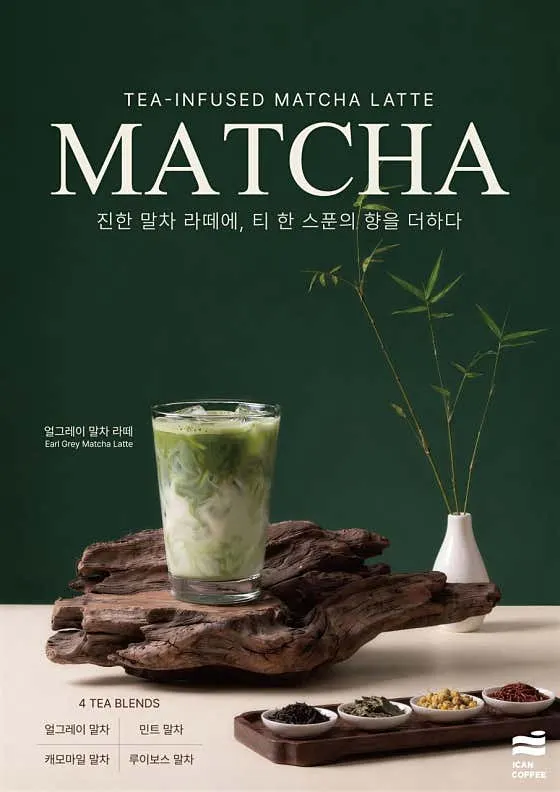 TEA-INFUSED MATCHA LATTE
MATCHA
진한 말차 라떼에, 티 한 스푼의 향을 더하다
얼그레이 말차 라떼
Earl Grey Matcha Latte
4 TEA BLENDS
얼그레이 말차 민트 말차
캐모마일 말차 루이보스 말차
ICAN
COFFEE